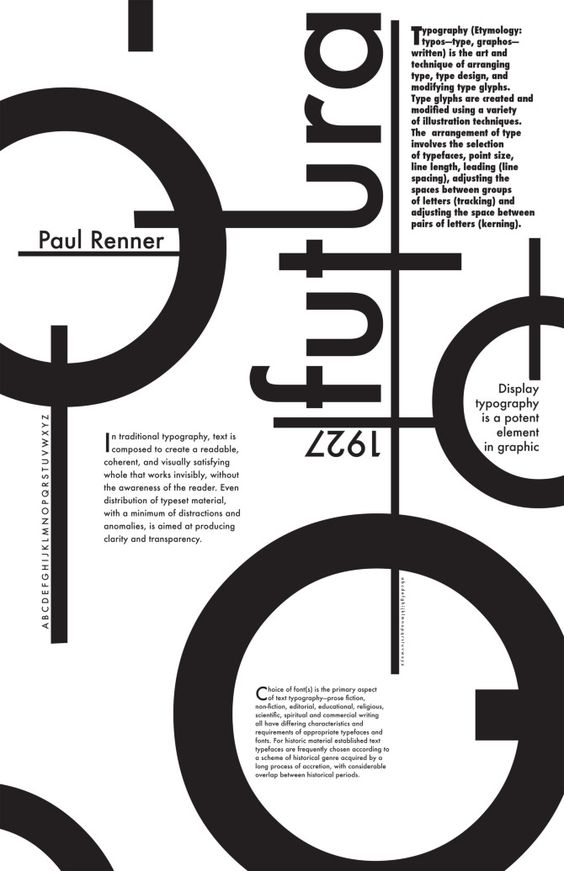 futura
Typography (Etymology:
typos—type, graphos—
written) is the art and
technique of arranging
type, type design, and
modifying type glyphs.
Type glyphs are created and
modified using a variety
of illustration techniques.
The arrangement of type
involves the selection
of typefaces, point size,
line length, leading (line
spacing), adjusting the
spaces between groups
of letters (tracking) and
adjusting the space between
pairs of letters (kerning).
Paul Renner
Display
typography
is a potent
element
in graphic
1927
ABCDEFGHIJKLMNOPQRSTUVWXYZ
In traditional typography, text is
composed to create a readable,
coherent, and visually satisfying
whole that works invisibly, without
the awareness of the reader. Even
distribution of typeset material,
with a minimum of distractions and
anomalies, is aimed at producing
clarity and transparency.
Choice of font(s) is the primary aspect
of text typography—prose fiction,
non-fiction, editorial, educational, religious,
scientific, spiritual and commercial writing
all have differing characteristics and
requirements of appropriate typefaces and
fonts. For historic material established text
typefaces are frequently chosen according to
a scheme of historical genre acquired by a
long process of accretion, with considerable
overlap between historical periods.